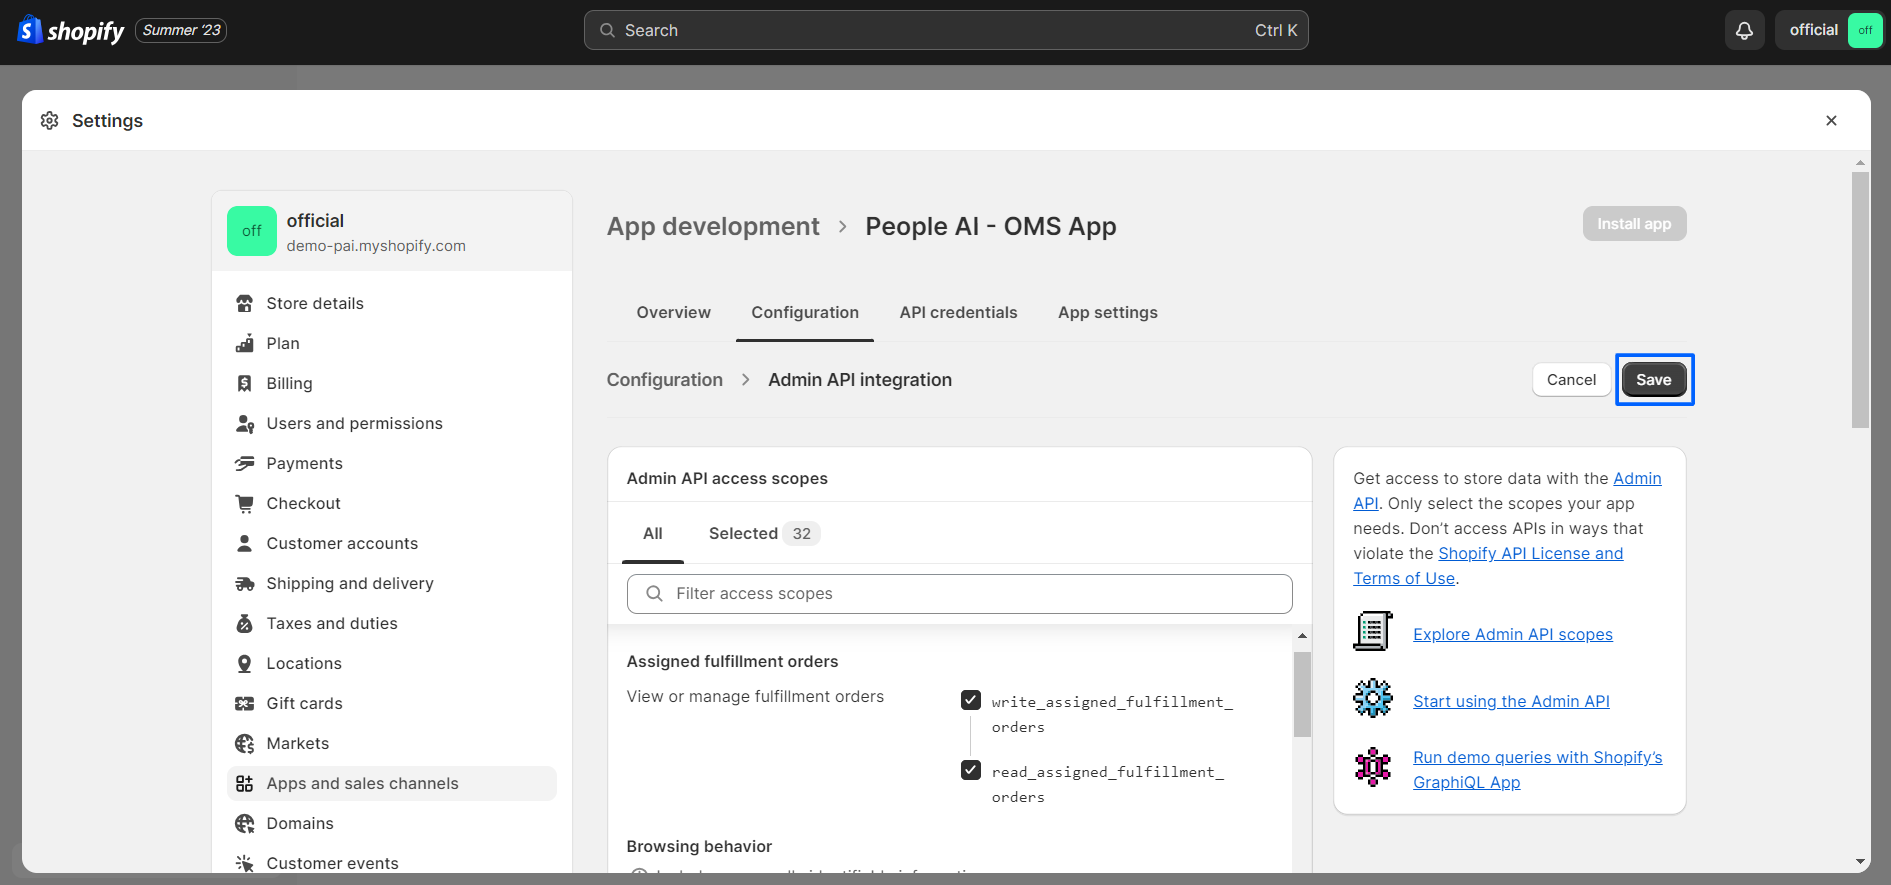 shopify
Summer '23
Search
Ctrl K
official
off
Settings
off
official
demo-pai.myshopify.com
Store details
Plan
Billing
Users and permissions
Payments
Checkout
Customer accounts
Shipping and delivery
Taxes and duties
Locations
Gift cards
Markets
Apps and sales channels
Domains
Customer events
App development
People AI - OMS App
Install app
Overview
Configuration
API credentials
App settings
Configuration
Admin API integration
Cancel
Save
Admin API access scopes
All
Selected 32
Filter access scopes
Assigned fulfillment orders
View or manage fulfillment orders
write_assigned_fulfillment_
orders
read_assigned_fulfillment_
orders
Browsing behavior
Get access to store data with the Admin
API. Only select the scopes your app
needs. Don’t access APIs in ways that
violate the Shopify API License and
Terms of Use.
Explore Admin API scopes
Start using the Admin API
Run demo queries with Shopify’s
GraphiQL App